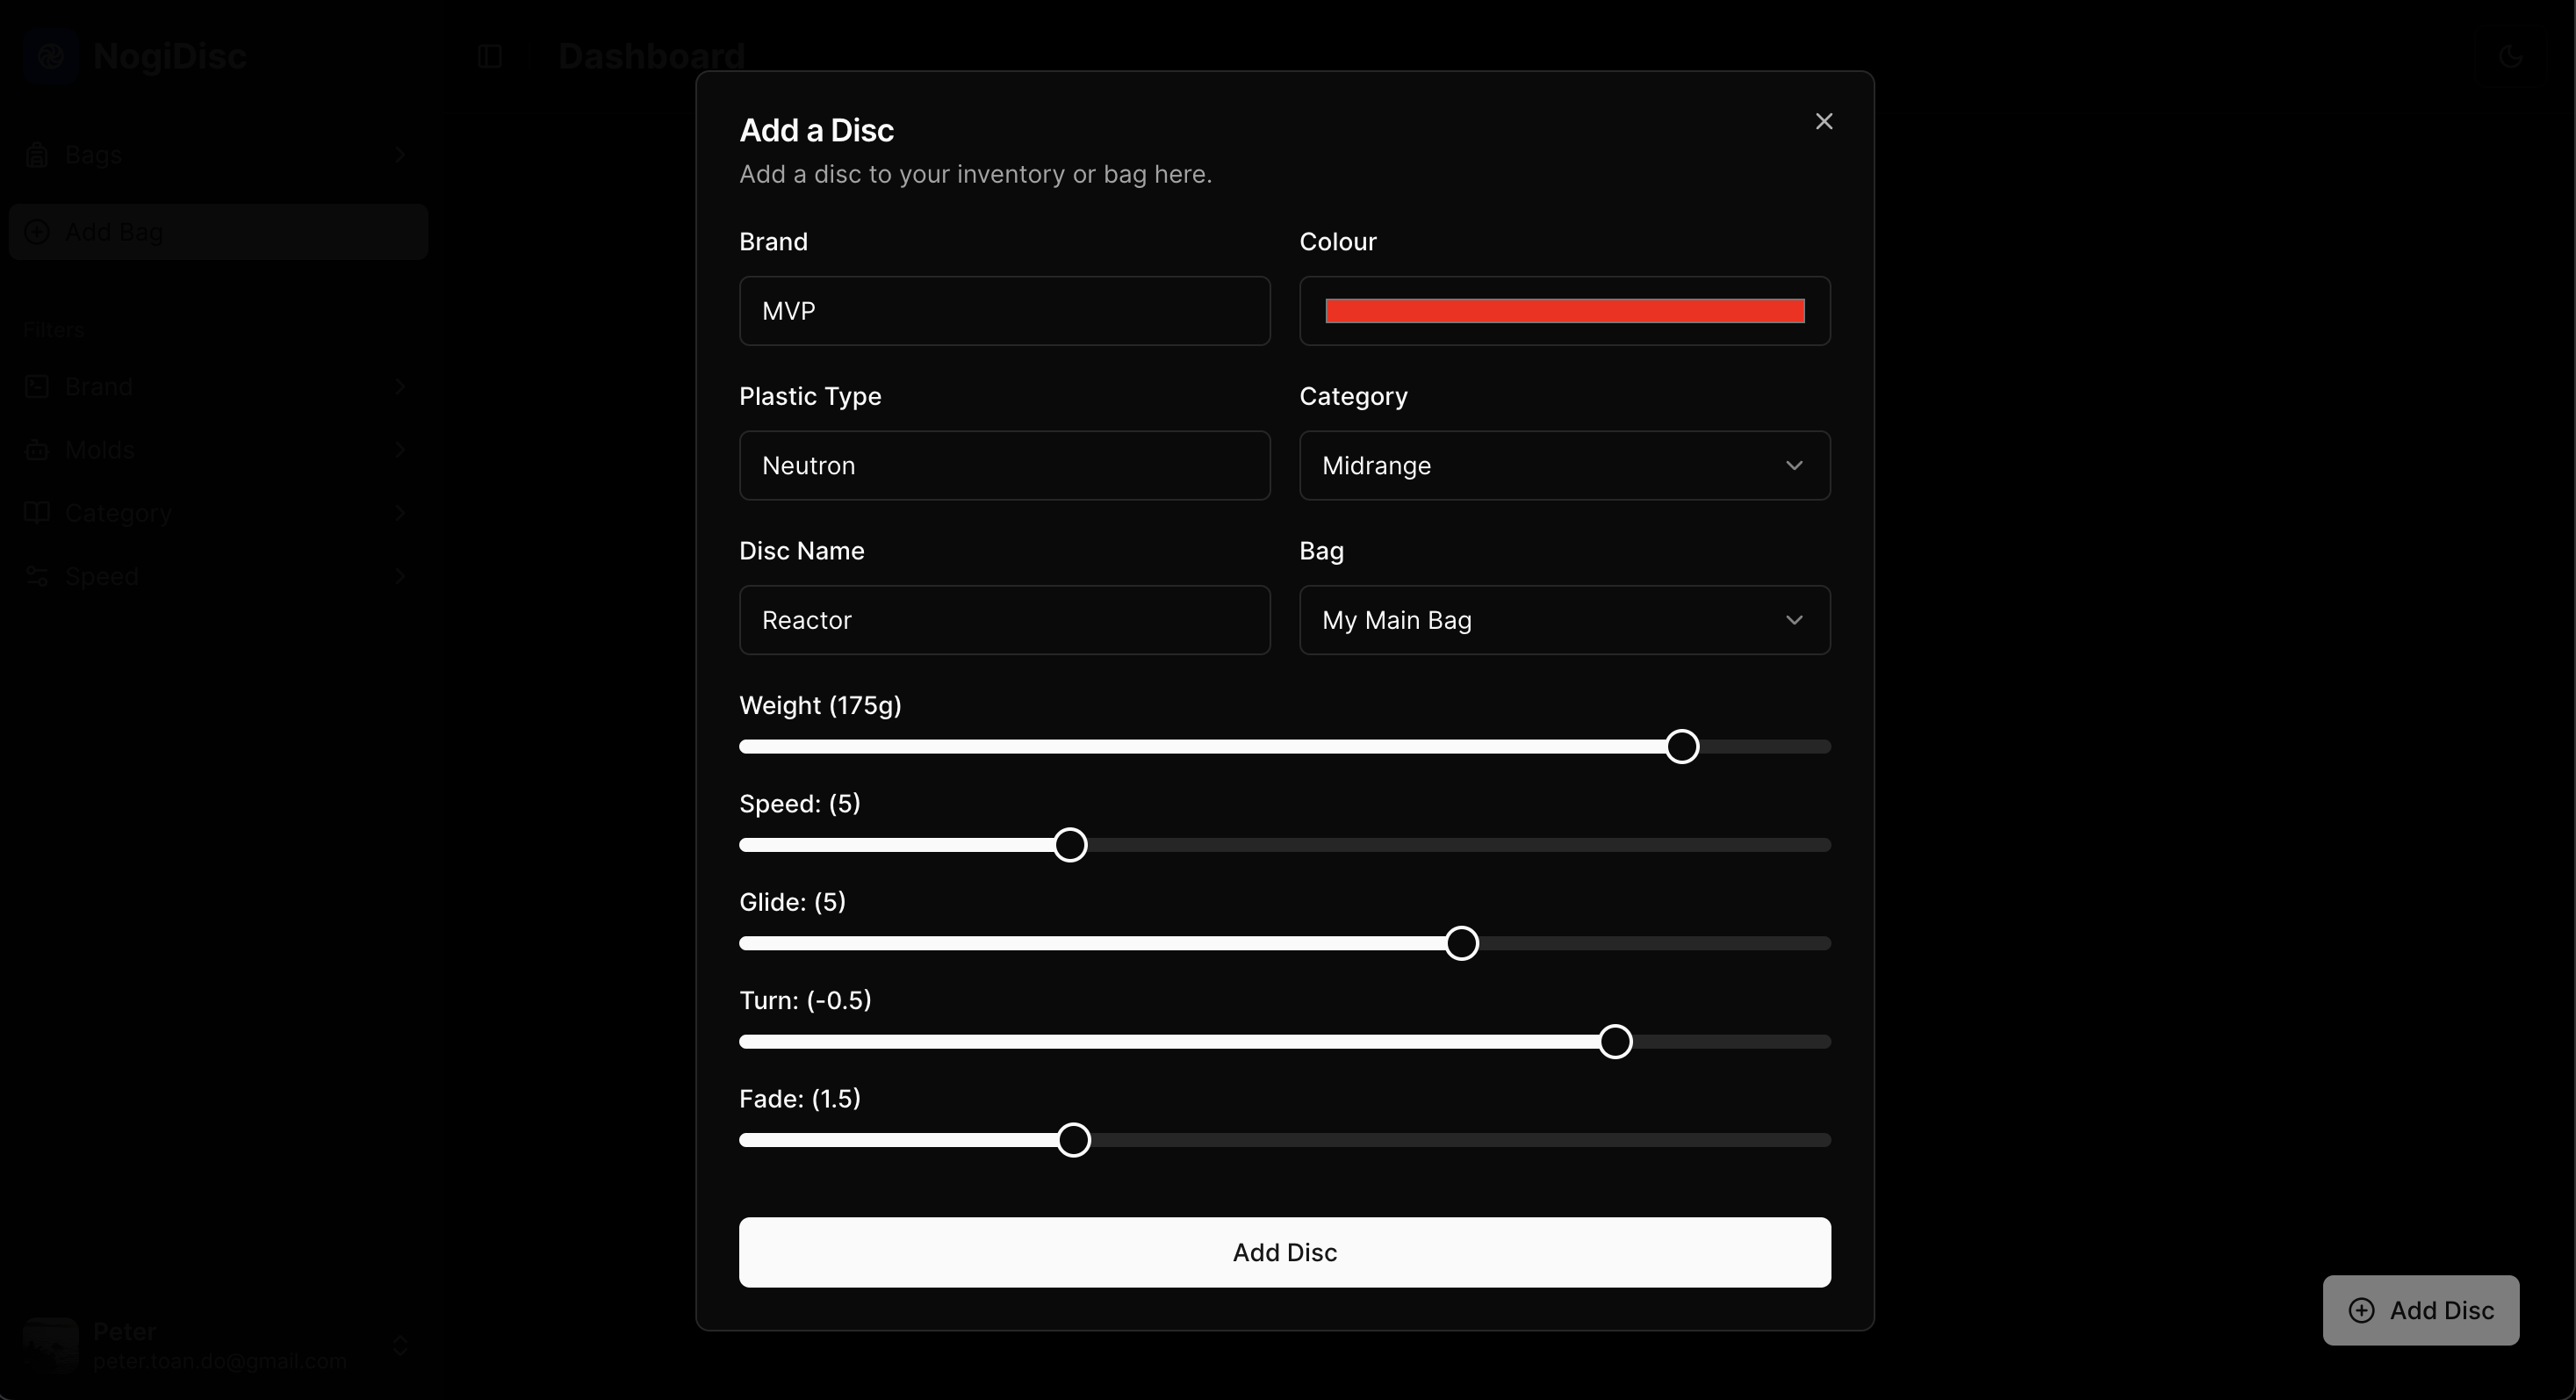 NogiDisc
Dashboard
Bags
Add Bag
Filters
Brand
Molds
Category
Speed
Peter
peter.toan.do@gmail.com
Add a Disc
Add a disc to your inventory or bag here.
Brand
Colour
MVP
Plastic Type
Category
Neutron
Midrange
Disc Name
Bag
Reactor
My Main Bag
Weight (175g)
Speed: (5)
Glide: (5)
Turn: (-0.5)
Fade: (1.5)
Add Disc
Add Disc